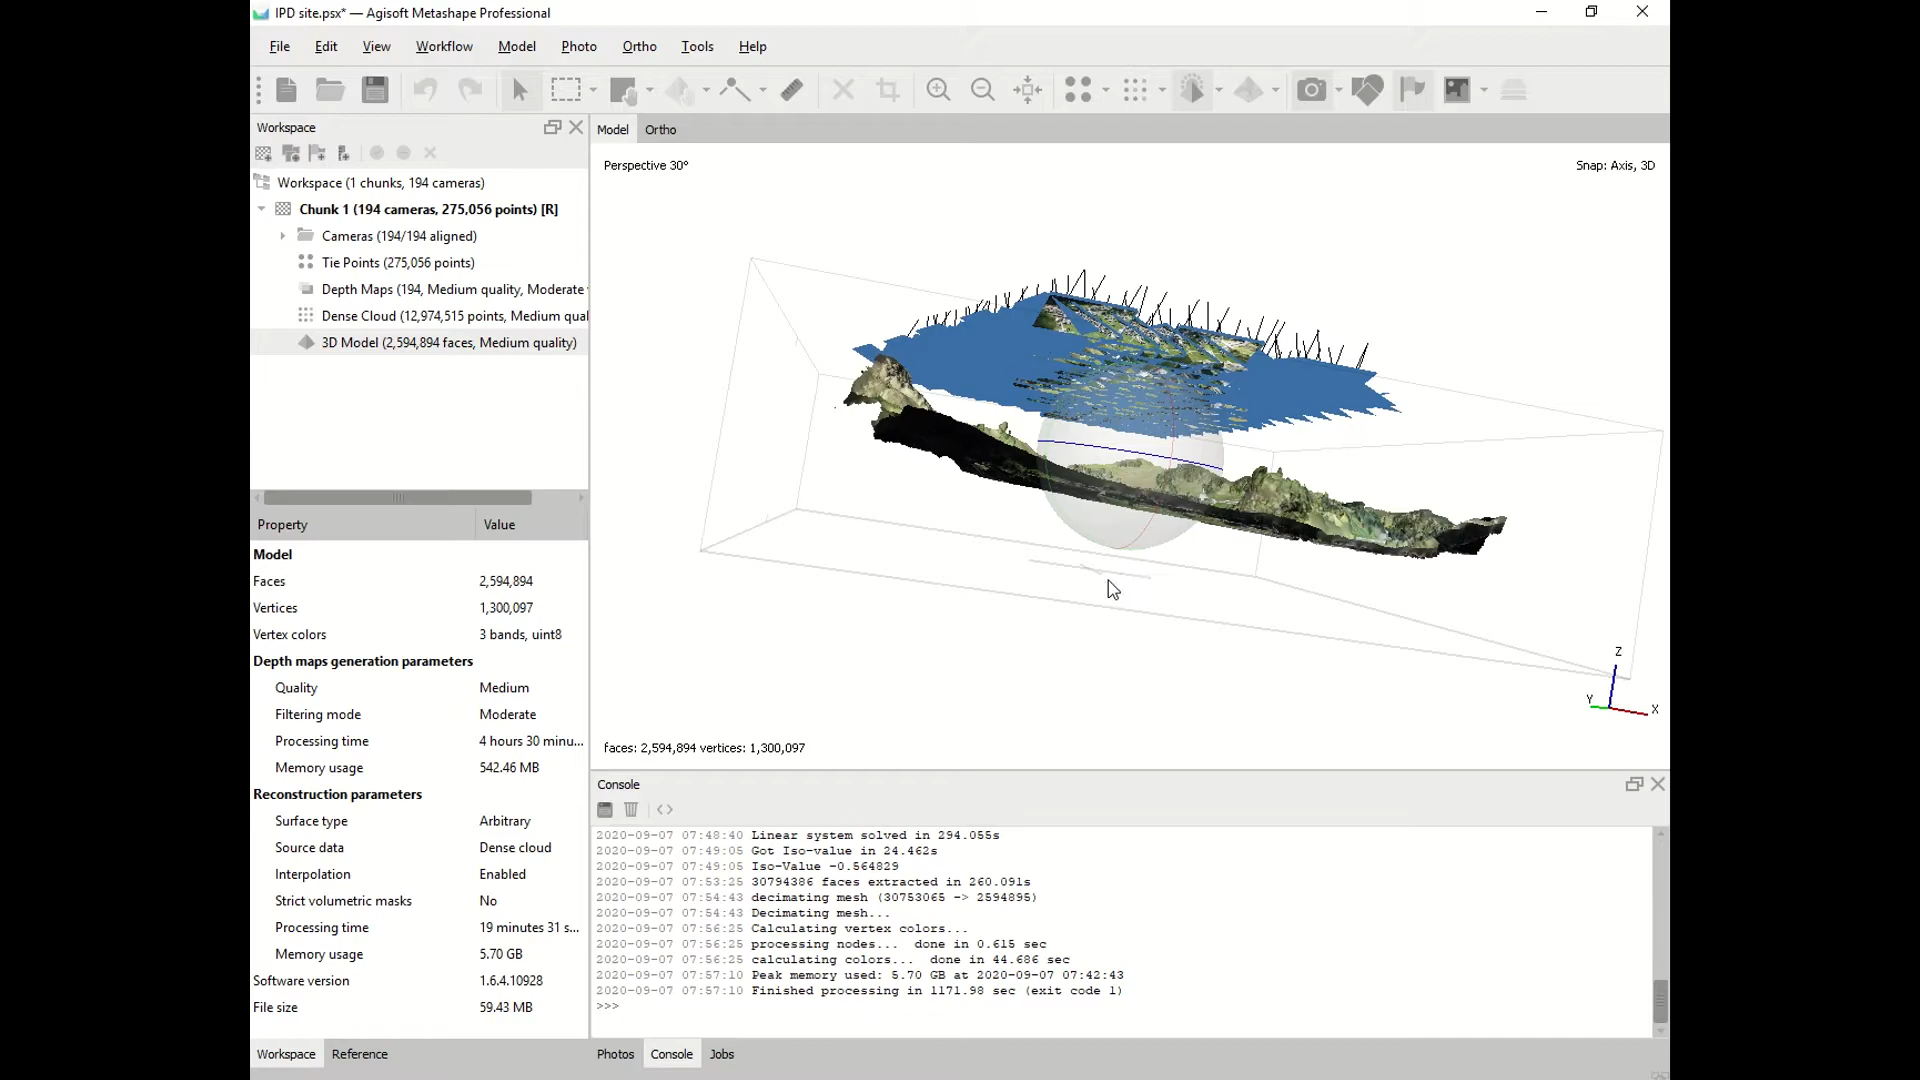 IPD site.psx* — Agisoft Metashape Professional
File Edit View Workflow Model Photo Ortho Tools Help
Workspace
Model Ortho
Perspective 30°
Snap: Axis, 3D
Workspace (1 chunks, 194 cameras)
Chunk 1 (194 cameras, 275,056 points) [R]
Cameras (194/194 aligned)
Tie Points (275,056 points)
Depth Maps (194, Medium quality, Moderate
Dense Cloud (12,974,515 points, Medium qual
3D Model (2,594,894 faces, Medium quality)
Property Value
Model
Faces 2,594,894
Vertices 1,300,097
Vertex colors 3 bands, uint8
Depth maps generation parameters
Quality Medium
Filtering mode Moderate
Processing time 4 hours 30 minu...
Memory usage 542.46 MB
Reconstruction parameters
Surface type Arbitrary
Source data Dense cloud
Interpolation Enabled
Strict volumetric masks No
Processing time 19 minutes 31 s...
Memory usage 5.70 GB
Software version 1.6.4.10928
File size 59.43 MB
Z
Y
X
faces: 2,594,894 vertices: 1,300,097
Console
2020-09-07 07:48:40 Linear system solved in 294.055s
2020-09-07 07:49:05 Got Iso-value in 24.462s
2020-09-07 07:49:05 Iso-Value -0.564829
2020-09-07 07:53:25 30794386 faces extracted in 260.091s
2020-09-07 07:54:43 decimating mesh (30753065 -> 2594895)
2020-09-07 07:54:43 Decimating mesh...
2020-09-07 07:56:25 Calculating vertex colors...
2020-09-07 07:56:25 processing nodes... done in 0.615 sec
2020-09-07 07:56:25 calculating colors... done in 44.686 sec
2020-09-07 07:57:10 Peak memory used: 5.70 GB at 2020-09-07 07:42:43
2020-09-07 07:57:10 Finished processing in 1171.98 sec (exit code 1)
>>>
Workspace Reference
Photos Console Jobs